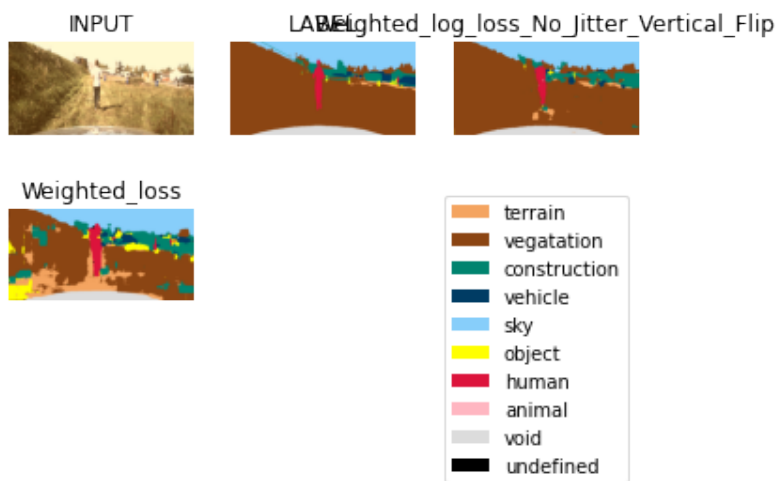 INPUT
LABEL
Weighted_log_loss_No_Jitter_Vertical_Flip
Weighted_loss
terrain
vegatation
construction
vehicle
sky
object
human
animal
void
undefined